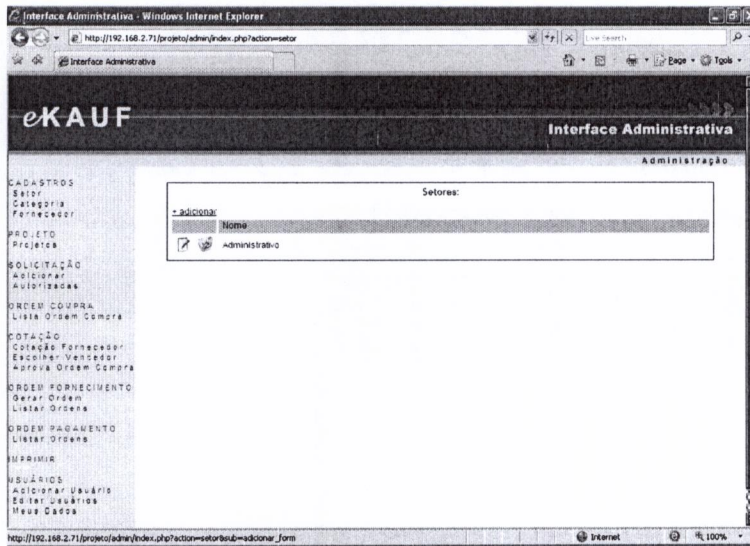 Interface Administrativa - Windows Internet Explorer
http://192.168.2.71/projeto/admin/index.php?action=setor
Live Search
Interface Administrativa
Page
Tools
eKAUF
Interface Administrativa
Administração
CADASTROS
Setor
Categoria
Fornecedor
PROJETO
Projetos
SOLICITAÇÃO
Adicionar
Autorizadas
ORDEM COMPRA
Lista Ordem Compra
COTAÇÃO
Cotação Fornecedor
Escolher Vencedor
Aprova Ordem Compra
ORDEM FORNECIMENTO
Gerar Ordem
Listar Ordens
ORDEM PAGAMENTO
Listar Ordens
IMPRIMIR
USUÁRIOS
Adicionar Usuário
Editar Usuários
Meus Dados
Setores:
+ adicionar
Nome
Administrativo
http://192.168.2.71/projeto/admin/index.php?action=setor&sub=adicionar_form
Internet
100%